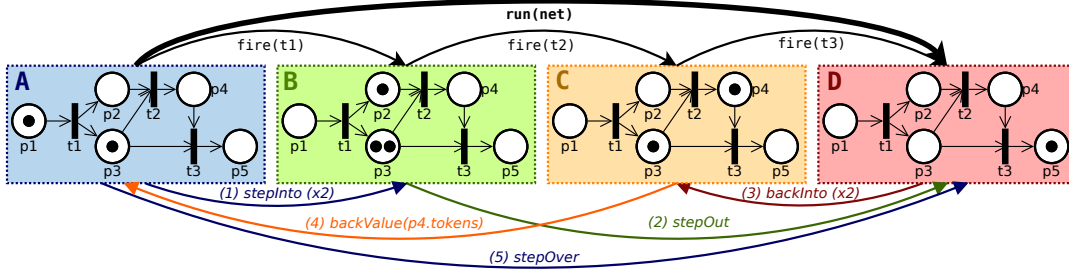 run(net)
fire(t1)
fire(t2)
fire(t3)
A
p2
t2
p4
p1
t1
p3
t3
p5
B
p2
t2
p4
p1
t1
p3
t3
p5
C
p2
t2
p4
p1
t1
p3
t3
p5
D
p2
t2
p4
p1
t1
p3
t3
p5
(1) stepInto (x2)
(3) backInto (x2)
(4) backValue(p4.tokens)
(2) stepOut
(5) stepOver